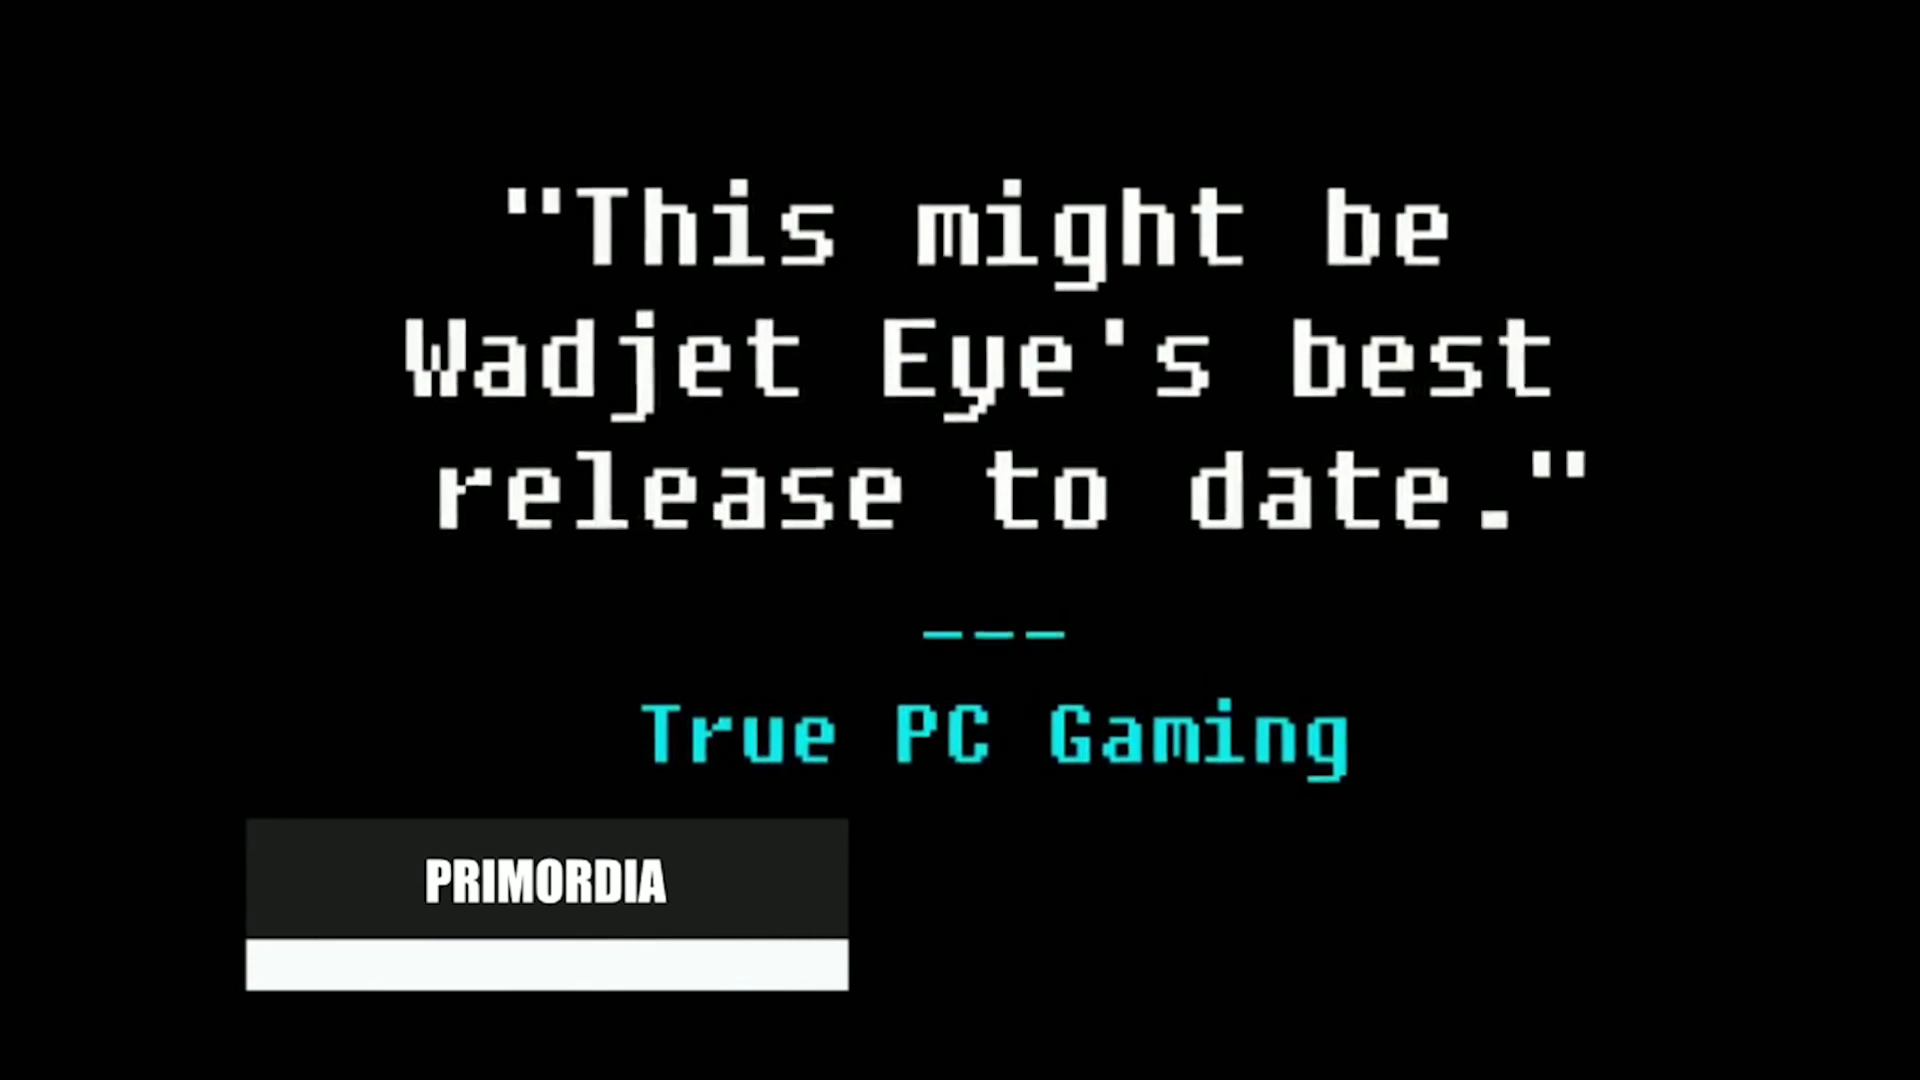 "This might be
Wadjet Eye's best
release to date."
---
True PC Gaming
PRIMORDIA